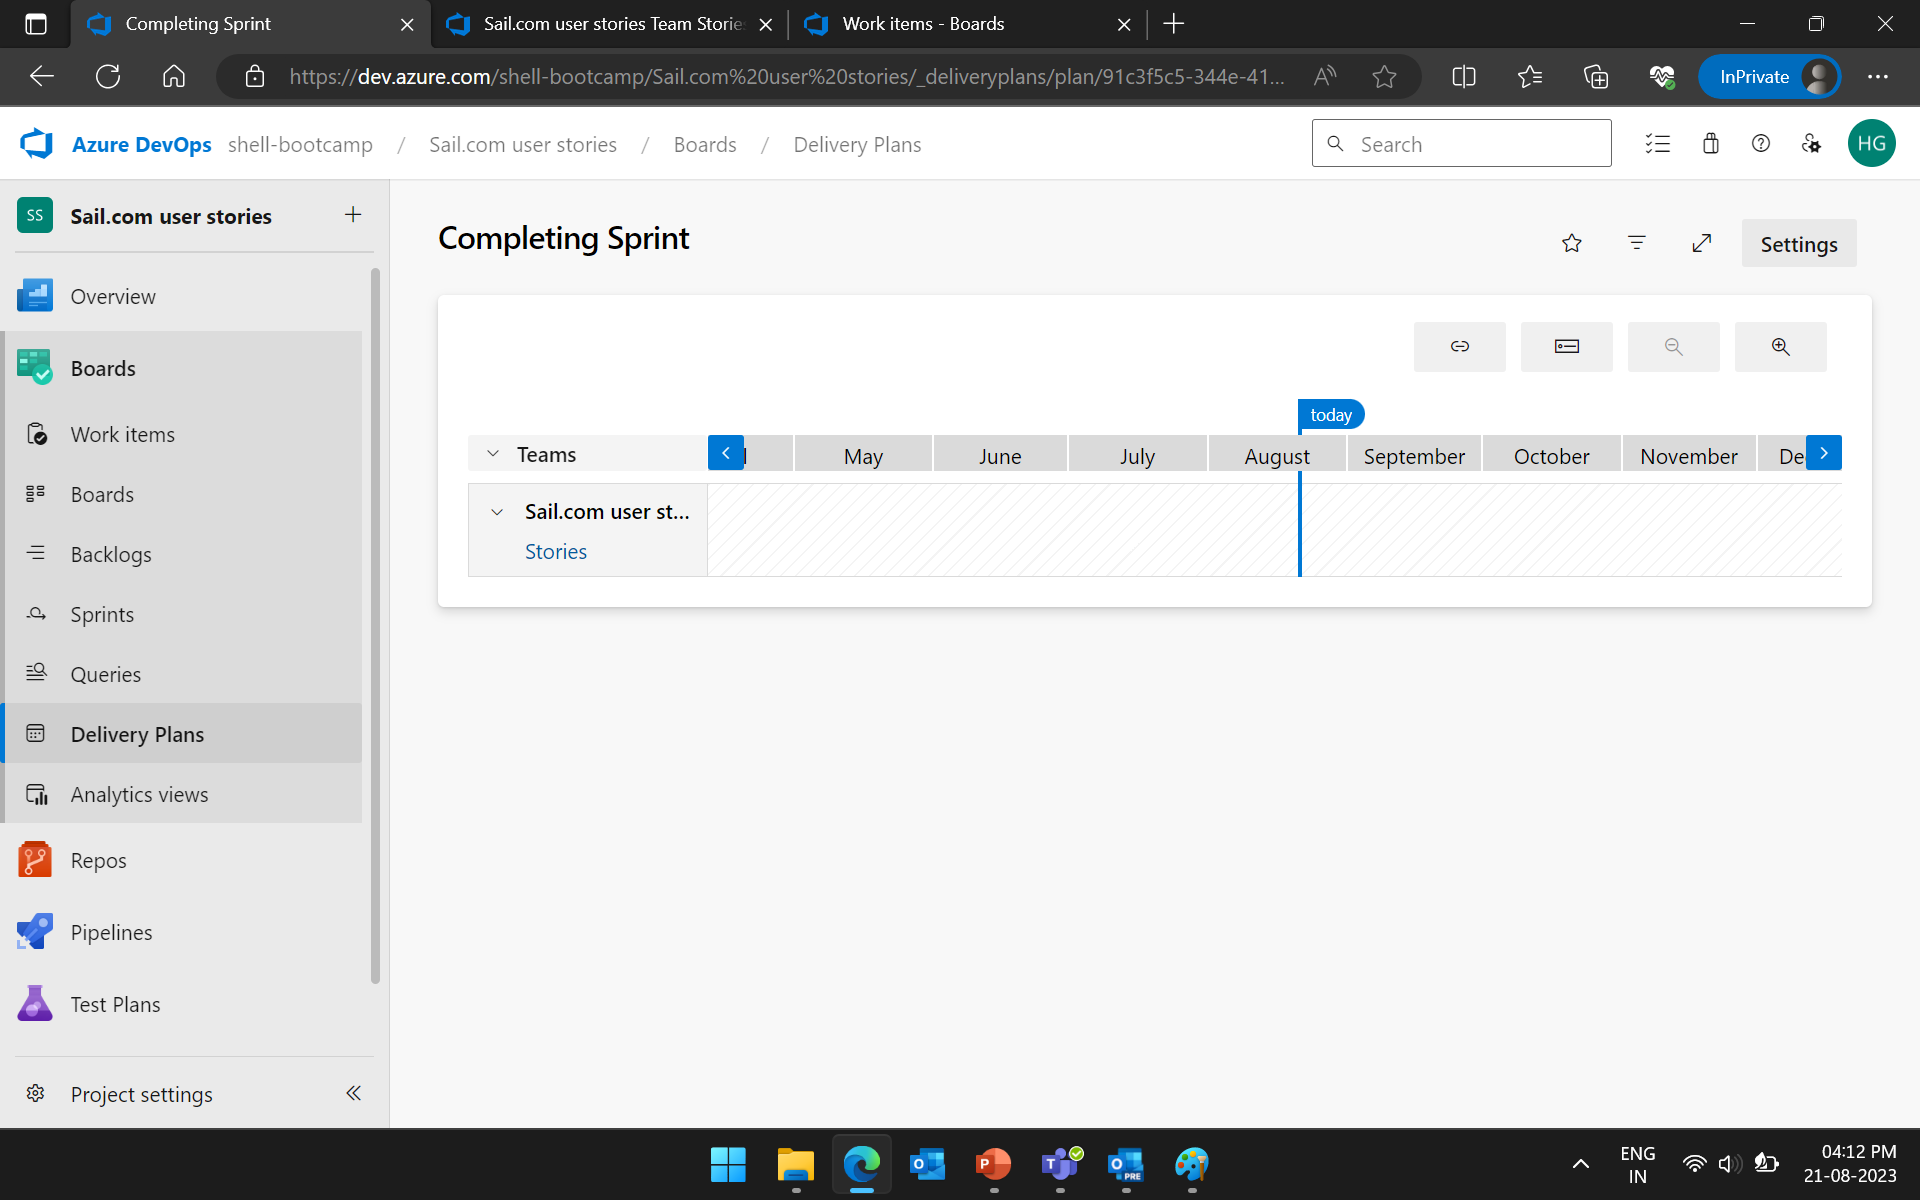 Completing Sprint
Sail.com user stories Team Storie
Work items - Boards
https://dev.azure.com/shell-bootcamp/Sail.com%20user%20stories/_deliveryplans/plan/91c3f5c5-344e-41...
InPrivate
Azure DevOps shell-bootcamp / Sail.com user stories / Boards / Delivery Plans
Search
HG
SS Sail.com user stories
Completing Sprint
Settings
Overview
Boards
Work items
Boards
Backlogs
Sprints
Queries
Delivery Plans
Analytics views
Repos
Pipelines
Test Plans
Project settings
today
Teams
May June July August September October November De
Sail.com user st...
Stories
ENG
IN
04:12 PM
21-08-2023